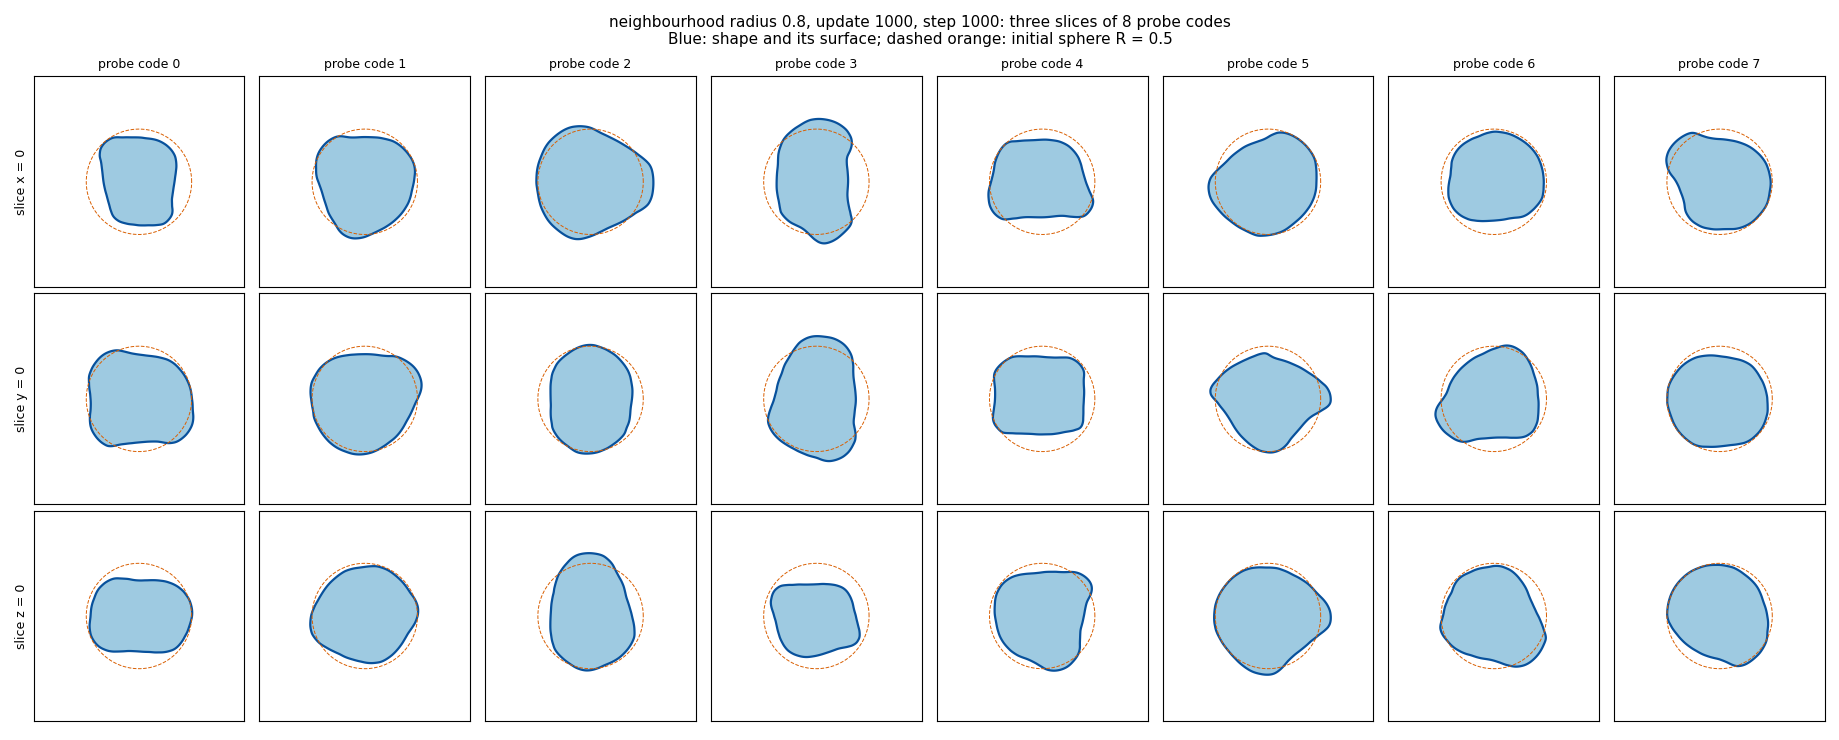 neighbourhood radius 0.8, update 1000, step 1000: three slices of 8 probe codes
Blue: shape and its surface; dashed orange: initial sphere R = 0.5
probe code 0
probe code 1
probe code 2
probe code 3
probe code 4
probe code 5
probe code 6
probe code 7
slice x = 0
slice y = 0
slice z = 0